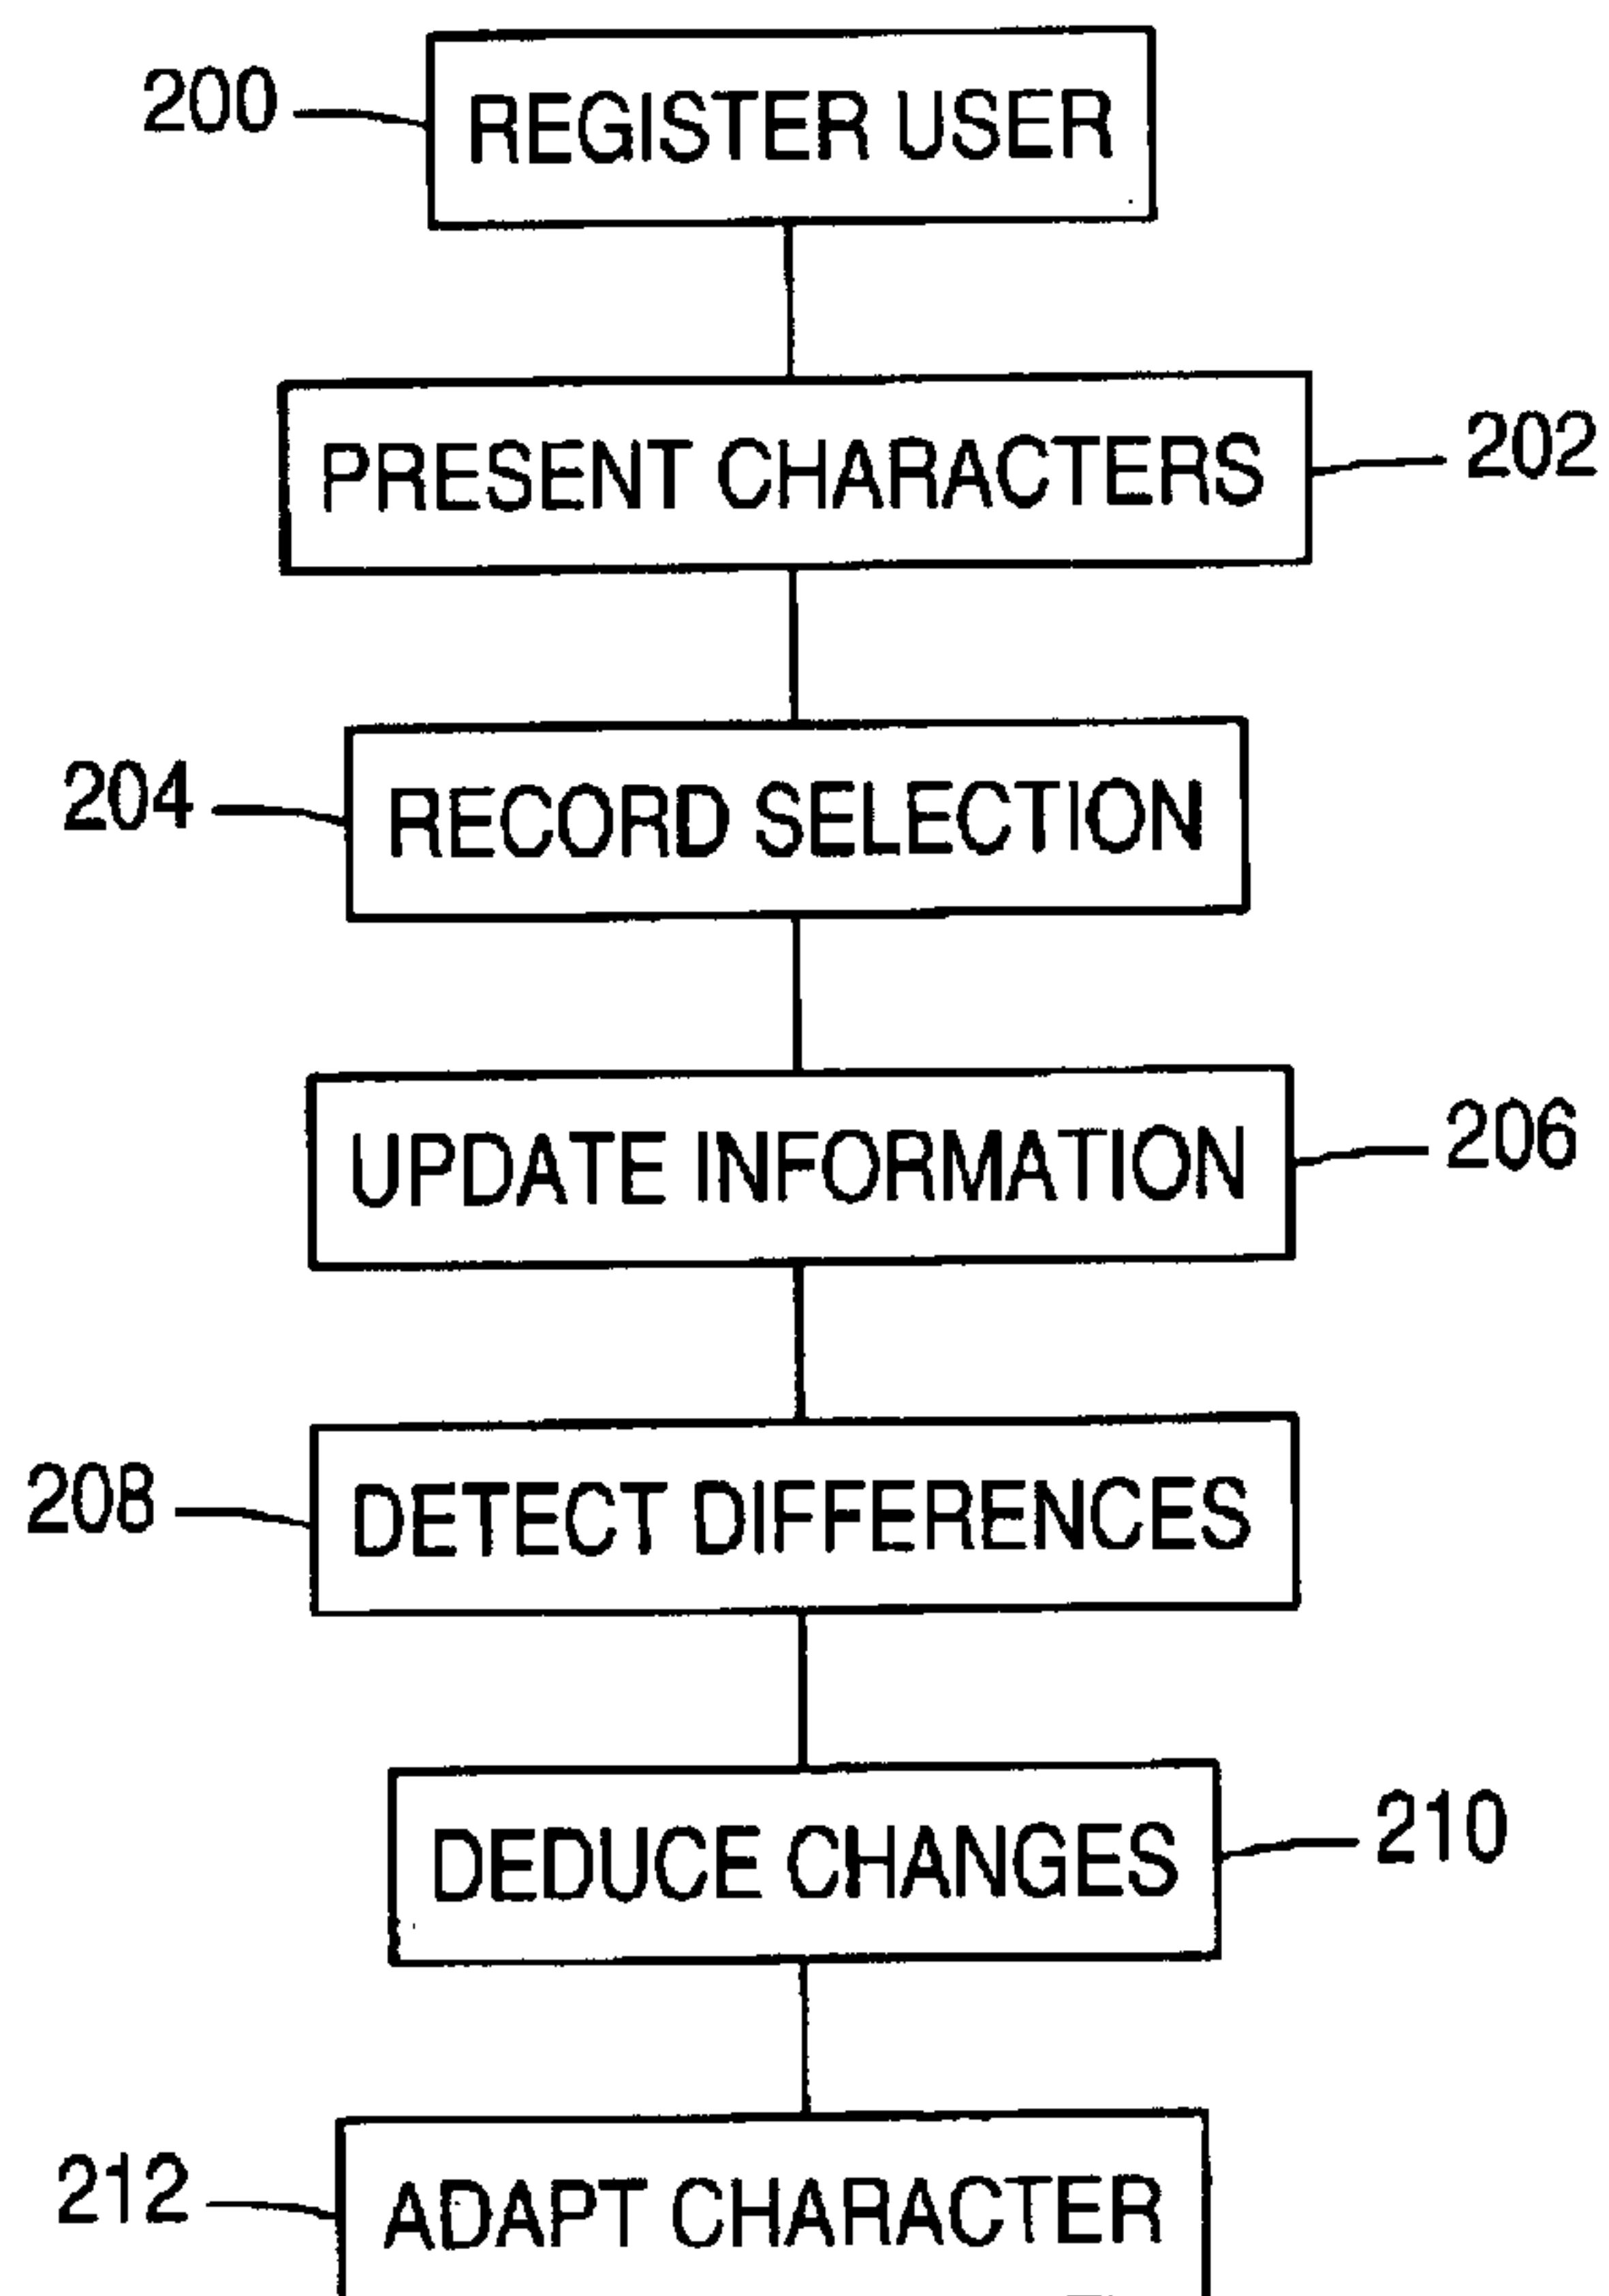 200
REGISTER USER
PRESENT CHARACTERS
202
204
RECORD SELECTION
UPDATE INFORMATION
206
208
DETECT DIFFERENCES
DEDUCE CHANGES
210
212
ADAPT CHARACTER